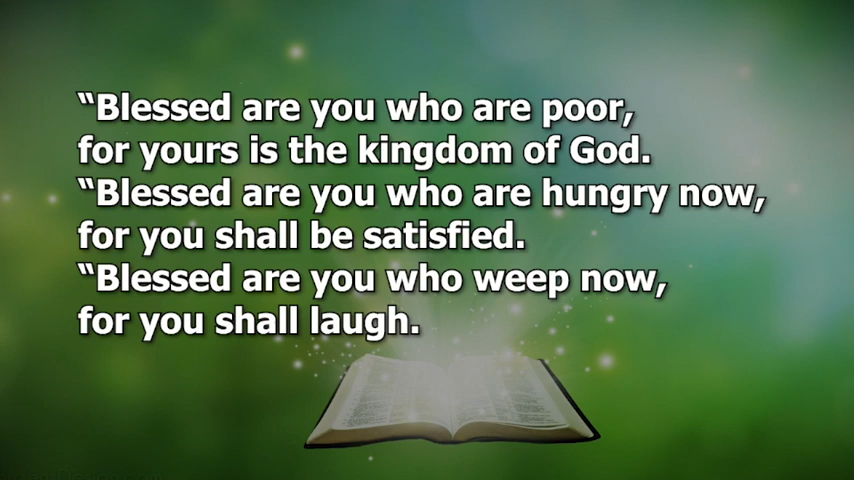 “Blessed are you who are poor,
for yours is the kingdom of God.
“Blessed are you who are hungry now,
for you shall be satisfied.
“Blessed are you who weep now,
for you shall laugh.